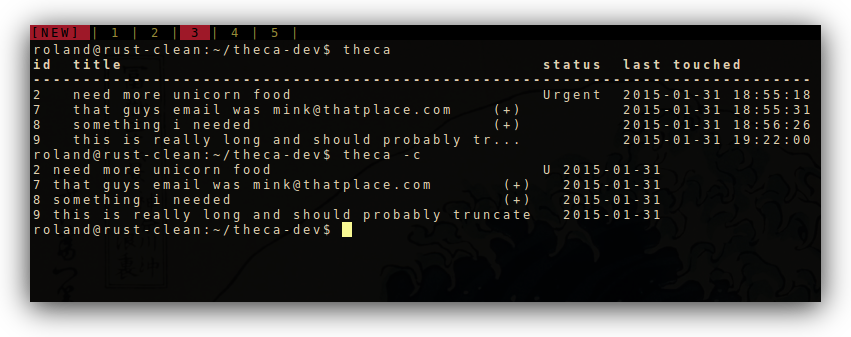 [NEW] | 1 | 2 | 3 | 4 | 5 |
roland@rust-clean:~/theca-dev$ theca
id title status last touched
-------------------------------------------------------------------------------
2 need more unicorn food Urgent 2015-01-31 18:55:18
7 that guys email was mink@thatplace.com (+) 2015-01-31 18:55:31
8 something i needed (+) 2015-01-31 18:56:26
9 this is really long and should probably tr... 2015-01-31 19:22:00
roland@rust-clean:~/theca-dev$ theca -c
2 need more unicorn food U 2015-01-31
7 that guys email was mink@thatplace.com (+) 2015-01-31
8 something i needed (+) 2015-01-31
9 this is really long and should probably truncate 2015-01-31
roland@rust-clean:~/theca-dev$